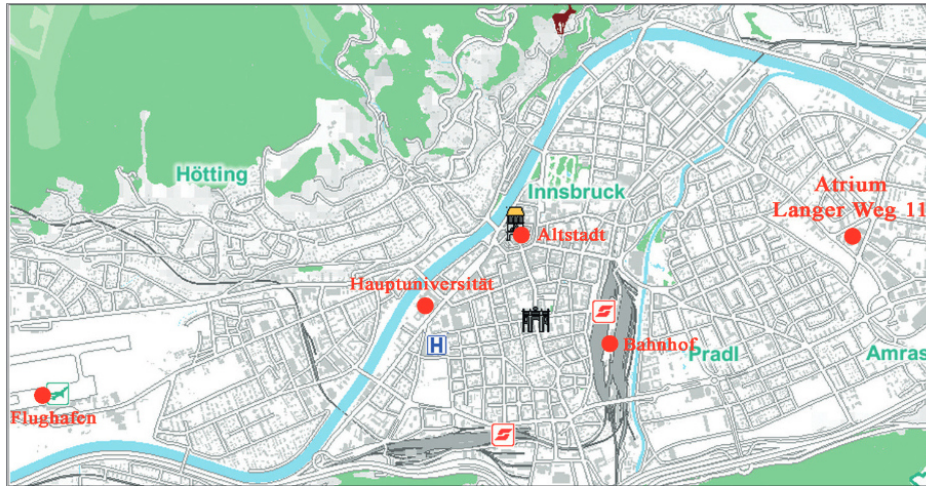 Hötting
Innsbruck
Atrium
Langer Weg 11
Altstadt
Hauptuniversität
H
Bahnhof
Pradl
Amras
Flughafen